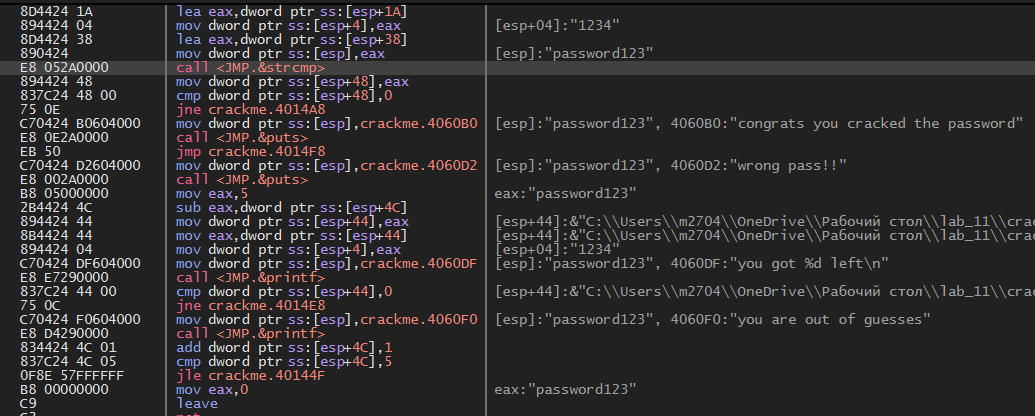 8D4424 1A lea eax,dword ptr ss:[esp+1A]
894424 04 mov dword ptr ss:[esp+4],eax [esp+04]:"1234"
8D4424 38 lea eax,dword ptr ss:[esp+38]
890424 mov dword ptr ss:[esp],eax [esp]:"password123"
E8 052A0000 call <JMP.&strcmp>
894424 48 mov dword ptr ss:[esp+48],eax
837C24 48 00 cmp dword ptr ss:[esp+48],0
75 0E jne crackme.4014A8
C70424 B0604000 mov dword ptr ss:[esp],crackme.4060B0 [esp]:"password123", 4060B0:"congrats you cracked the password"
E8 0E2A0000 call <JMP.&puts>
EB 50 jmp crackme.4014F8
C70424 D2604000 mov dword ptr ss:[esp],crackme.4060D2 [esp]:"password123", 4060D2:"wrong pass!!"
E8 002A0000 call <JMP.&puts>
B8 05000000 mov eax,5 eax:"password123"
2B4424 4C sub eax,dword ptr ss:[esp+4C]
894424 44 mov dword ptr ss:[esp+44],eax [esp+44]:&"C:\\Users\\m2704\\OneDrive\\Рабочий стол\\lab_11\\cra
8B4424 44 mov eax,dword ptr ss:[esp+44] [esp+44]:&"C:\\Users\\m2704\\OneDrive\\Рабочий стол\\lab_11\\cra
894424 04 mov dword ptr ss:[esp+4],eax [esp+04]:"1234"
C70424 DF604000 mov dword ptr ss:[esp],crackme.4060DF [esp]:"password123", 4060DF:"you got %d left\n"
E8 E7290000 call <JMP.&printf>
837C24 44 00 cmp dword ptr ss:[esp+44],0 [esp+44]:&"C:\\Users\\m2704\\OneDrive\\Рабочий стол\\lab_11\\cra
75 0C jne crackme.4014E8
C70424 F0604000 mov dword ptr ss:[esp],crackme.4060F0 [esp]:"password123", 4060F0:"you are out of guesses"
E8 D4290000 call <JMP.&printf>
834424 4C 01 add dword ptr ss:[esp+4C],1
837C24 4C 05 cmp dword ptr ss:[esp+4C],5
0F8E 57FFFFFF jle crackme.40144F
B8 00000000 mov eax,0 eax:"password123"
C9 leave